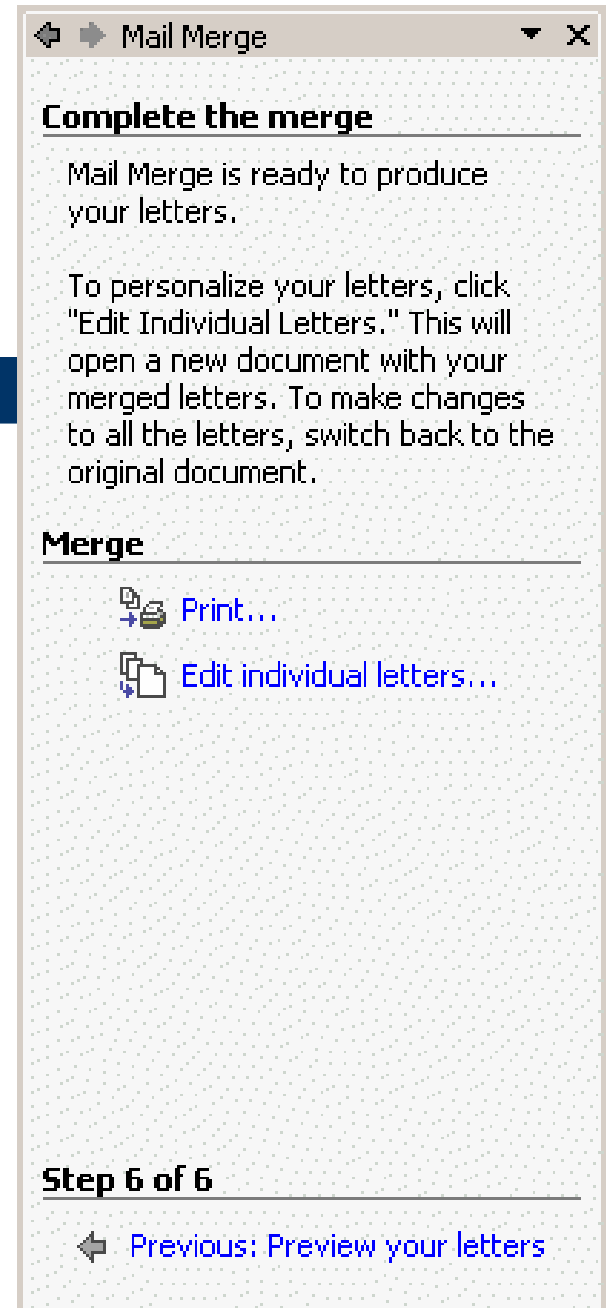 Mail Merge
Complete the merge
Mail Merge is ready to produce
your letters.
To personalize your letters, click
"Edit Individual Letters." This will
open a new document with your
merged letters. To make changes
to all the letters, switch back to the
original document.
Merge
Print...
Edit individual letters...
Step 6 of 6
Previous: Preview your letters